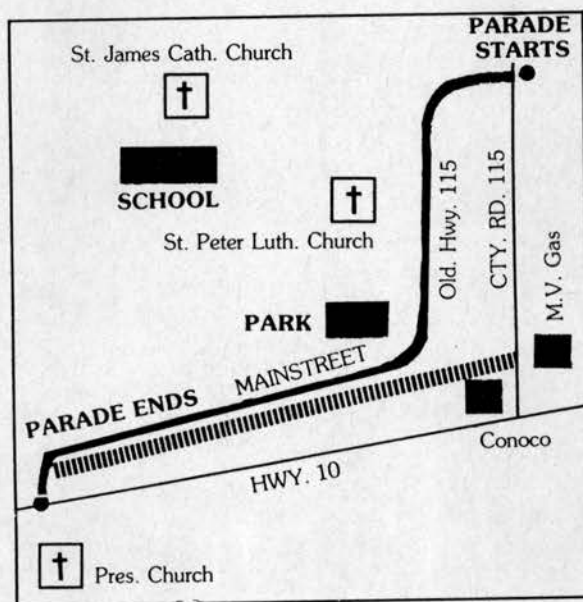 PARADE
STARTS
St. James Cath. Church
SCHOOL
St. Peter Luth. Church
Old. Hwy. 115
CTY. RD. 115
M.V. Gas
PARK
MAINSTREET
PARADE ENDS
Conoco
HWY. 10
Pres. Church